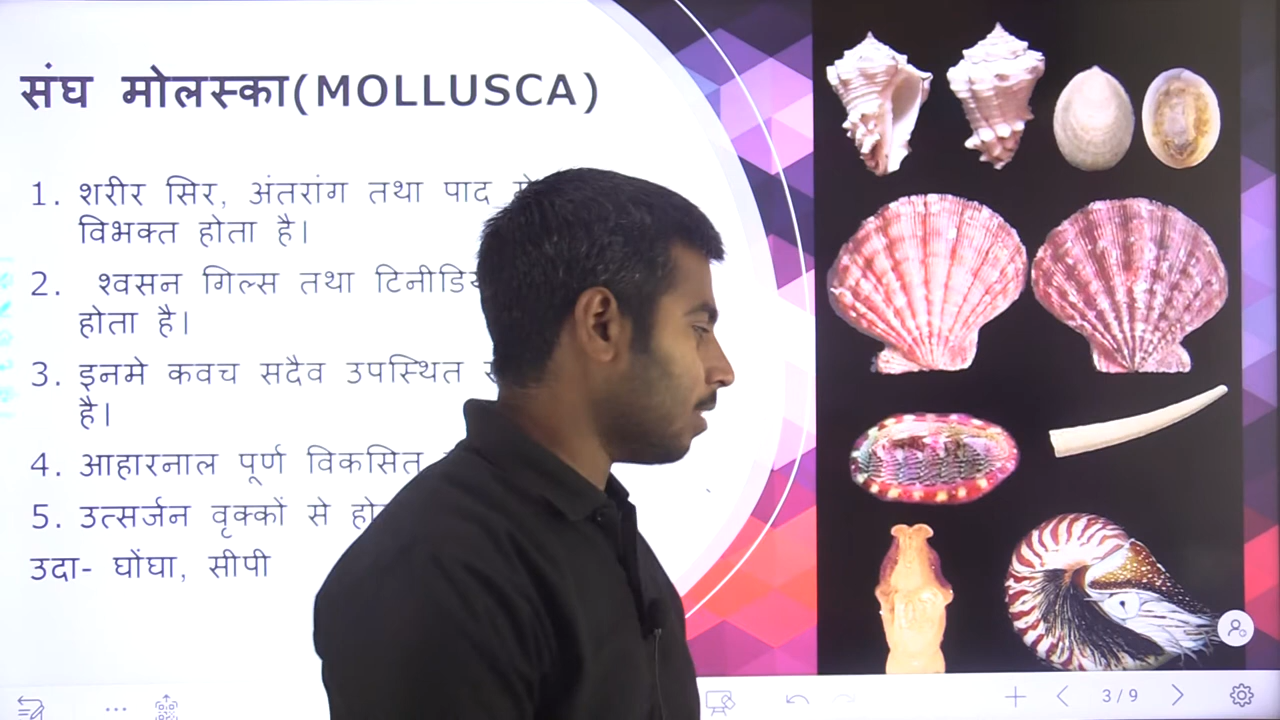 संघ मोलस्का(MOLLUSCA)
1. शरीर सिर, अंतरांग तथा पाद
विभक्त होता है।
2. श्वसन गिल्स तथा
होता है।
3. इनमे कवच सदैव उपस्थित
है।
4. आहारनाल पूर्ण विकसित
5. उत्सर्जन वृक्कों से
उदा- घोंघा, सीपी
3/9